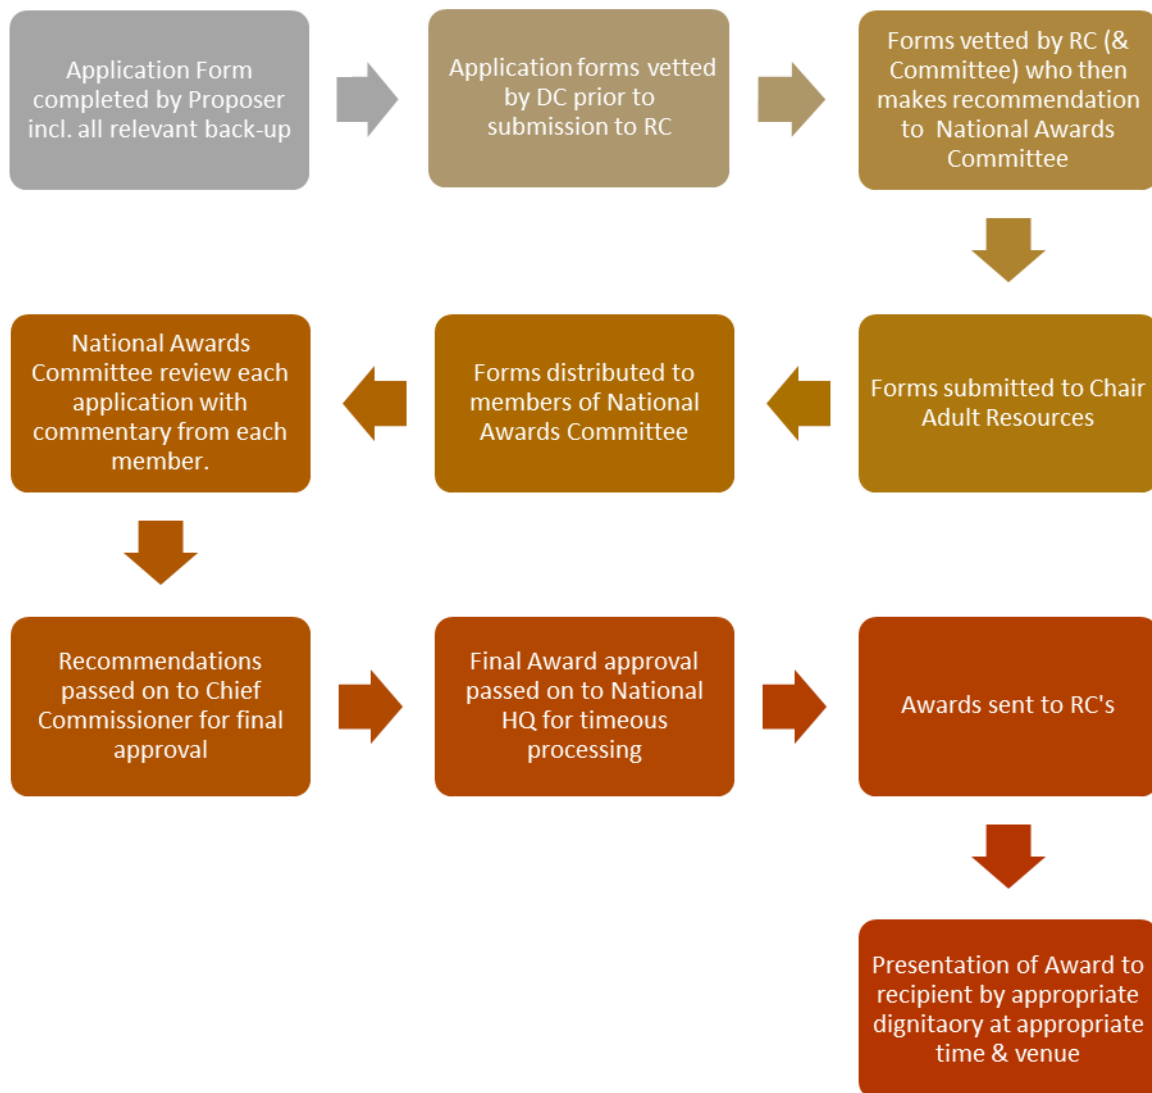 Application Form
completed by Proposer
incl. all relevant back-up
Application forms vetted
by DC prior to
submission to RC
Forms vetted by RC (&
Committee) who then
makes recommendation
to National Awards
Committee
Forms submitted to Chair
Adult Resources
Forms distributed to
members of National
Awards Committee
National Awards
Committee review each
application with
commentary from each
member.
Recommendations
passed on to Chief
Commissioner for final
approval
Final Award approval
passed on to National
HQ for timeous
processing
Awards sent to RC's
Presentation of Award to
recipient by appropriate
dignitaory at appropriate
time & venue